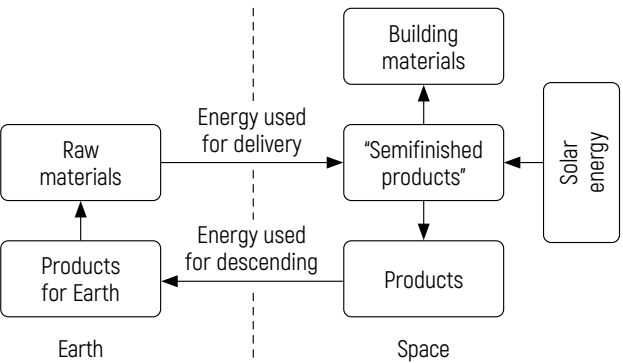 Building
materials
Energy used
for delivery
Raw
materials
“Semifinished
products”
Solar
energy
Energy used
for descending
Products
for Earth
Products
Earth
Space